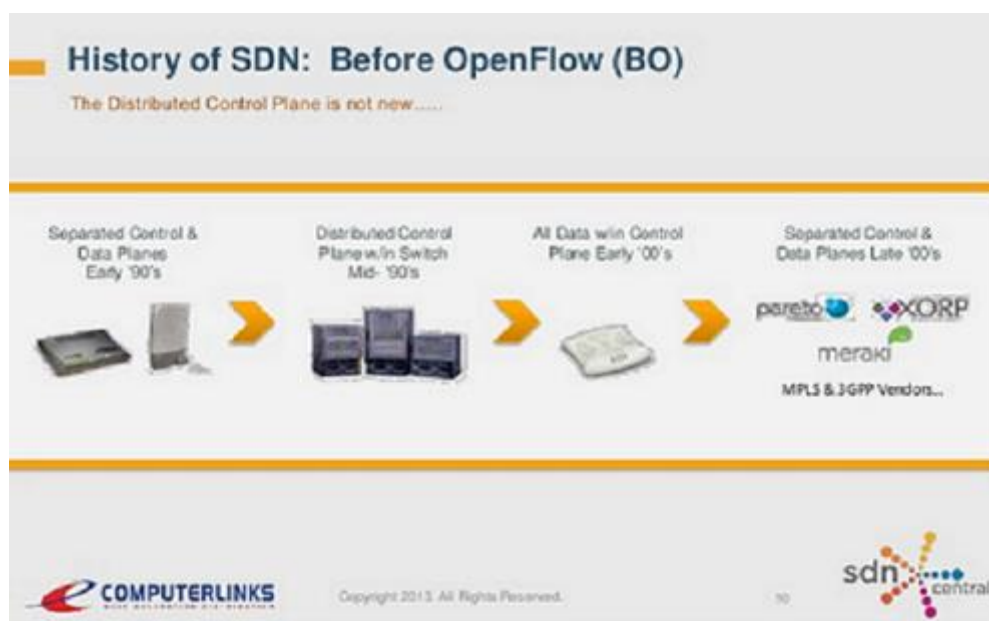 History of SDN: Before OpenFlow (BO)
The Distributed Control Plane is not new.....
Separated Control &
Data Planes
Early '90's
Distributed Control
Plane w/in Switch
Mid- '90's
All Data w/in Control
Plane Early '00's
Separated Control &
Data Planes Late '00's
pareto
XORP
meraki
MPLS & 3GPP Vendors...
COMPUTERLINKS
Copyright 2013. All Rights Reserved.
10
sdn
central